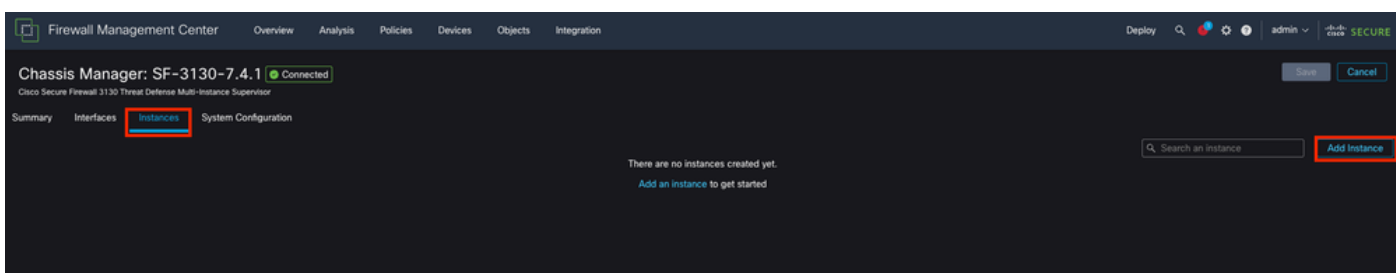 Firewall Management Center Overview Analysis Policies Devices Objects Integration Deploy admin cisco SECURE
Chassis Manager: SF-3130-7.4.1 Connected Save Cancel
Cisco Secure Firewall 3130 Threat Defense Multi-Instance Supervisor
Summary Interfaces Instances System Configuration
Search an instance Add Instance
There are no instances created yet.
Add an instance to get started